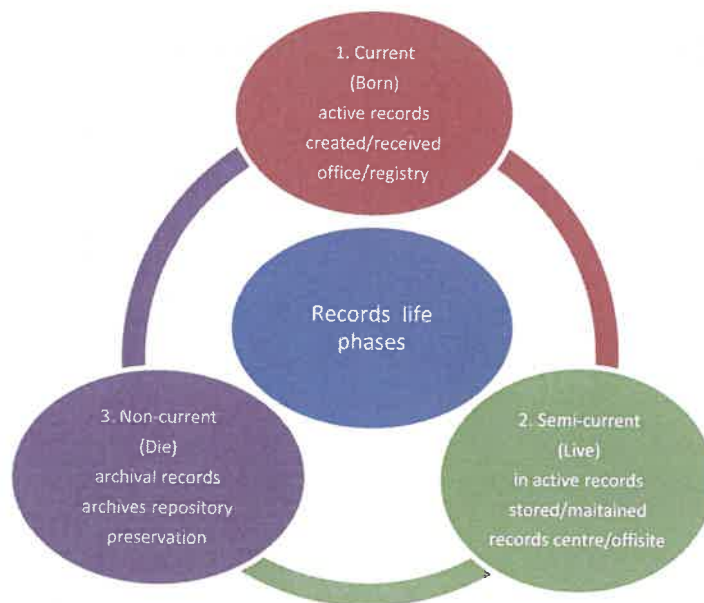 1. Current
(Born)
active records
created/received
office/registry
Records life
phases
3. Non-current
(Die)
archival records
archives repository
preservation
2. Semi-current
(Live)
in active records
stored/maitained
records centre/offisite